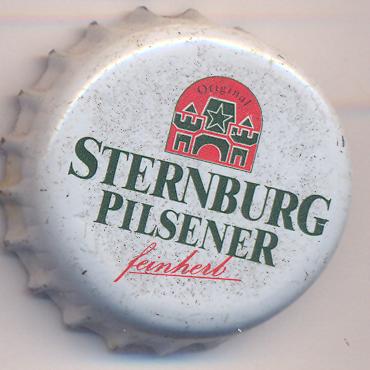 Original
STERNBURG
PILSENER
feinherb